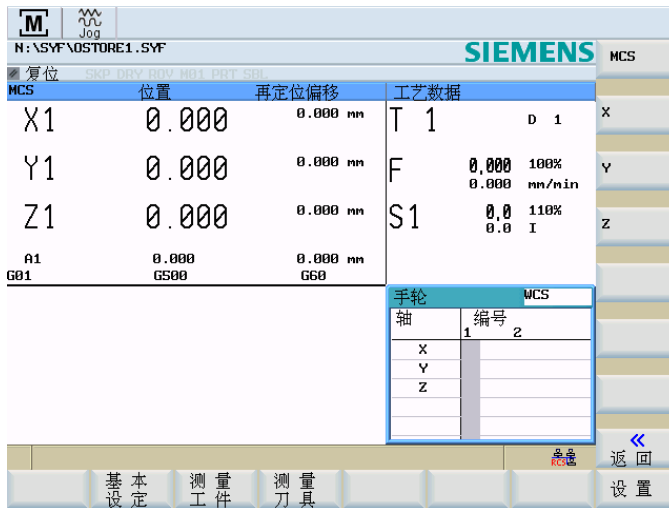 M
Jog
N:\SYF\OSTORE1.SYF
SIEMENS
MCS
复位 SKP DRY ROV M01 PRT SBL
MCS 位置 再定位偏移 工艺数据
X1 0.000 0.000 mm T 1 D 1
X
Y1 0.000 0.000 mm F 0,000 100%
0.000 mm/min
Y
Z1 0.000 0.000 mm S1 0,0 110%
0.0 I
Z
A1 0.000 0.000 mm
G01 G500 G60
手轮 WCS
轴 编号
1 2
X
Y
Z
RCS
« 
返回
基本设定 测量工件 测量刀具 设置